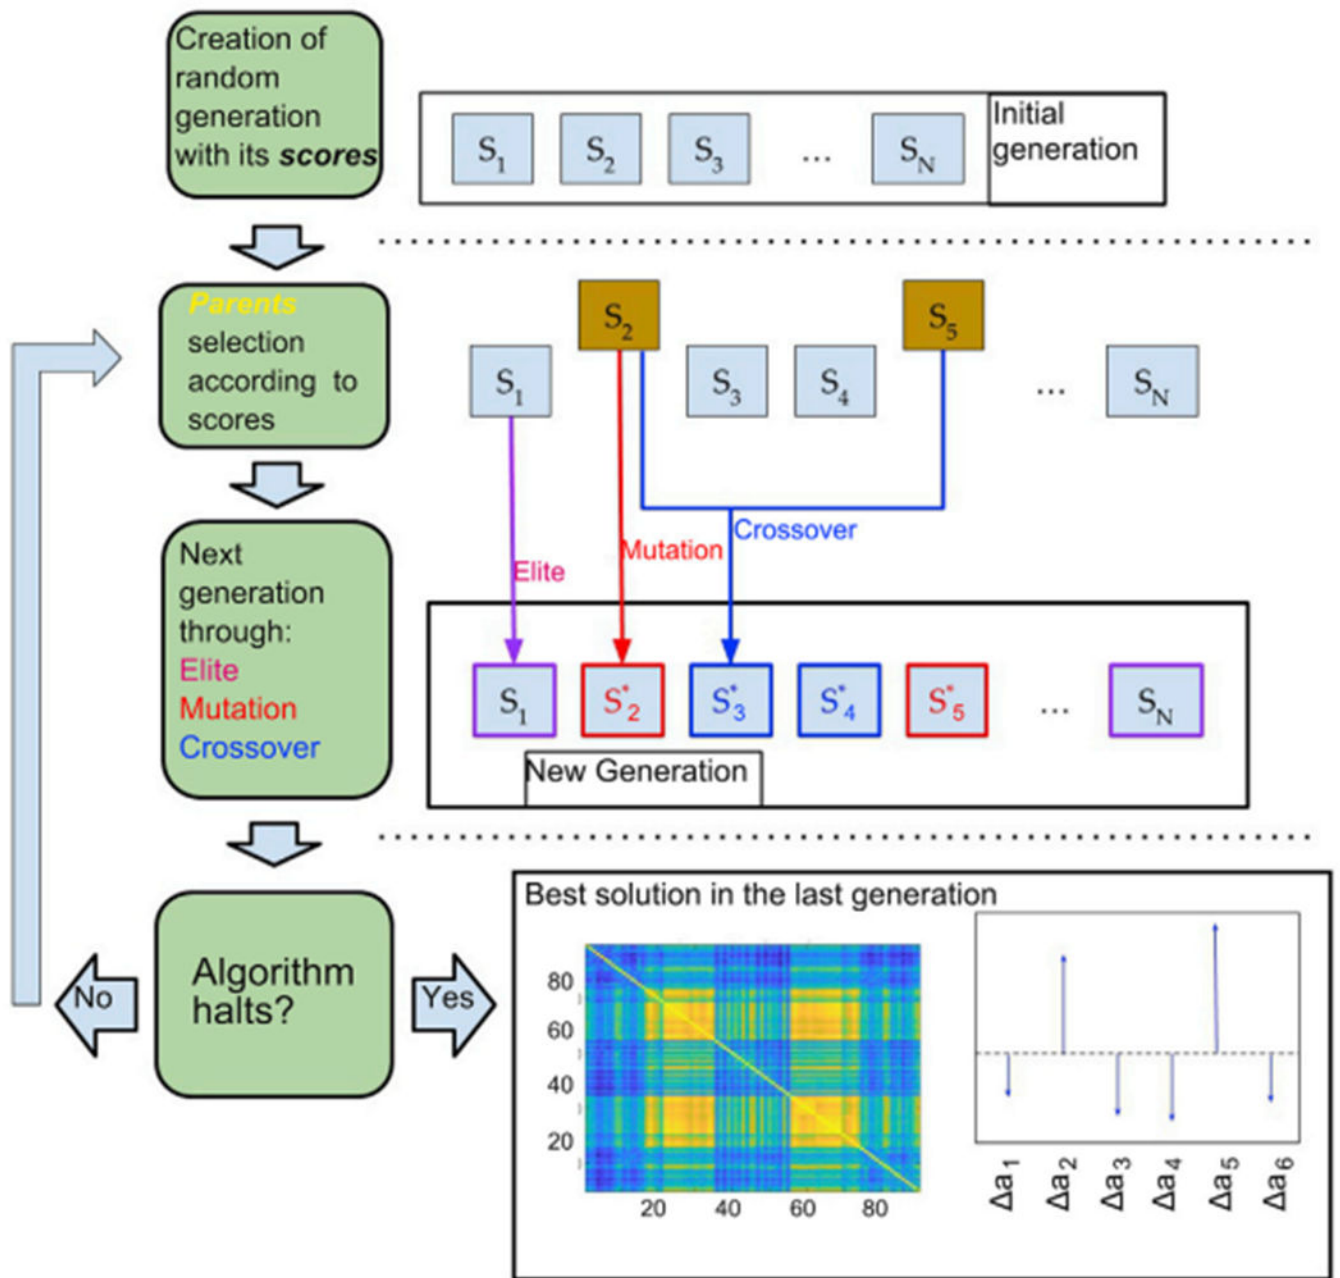 Creation of
random
generation
with its scores
S1 S2 S3 ... SN
Initial
generation
Parents
selection
according to
scores
S2 S5
S1 S3 S4 ... SN
Crossover
Mutation
Elite
Next
generation
through:
Elite
Mutation
Crossover
S1 S*2 S*3 S*4 S*5 ... SN
New Generation
Algorithm
halts?
No
Yes
Best solution in the last generation
80
60
40
20
20 40 60 80
Δa1 Δa2 Δa3 Δa4 Δa5 Δa6